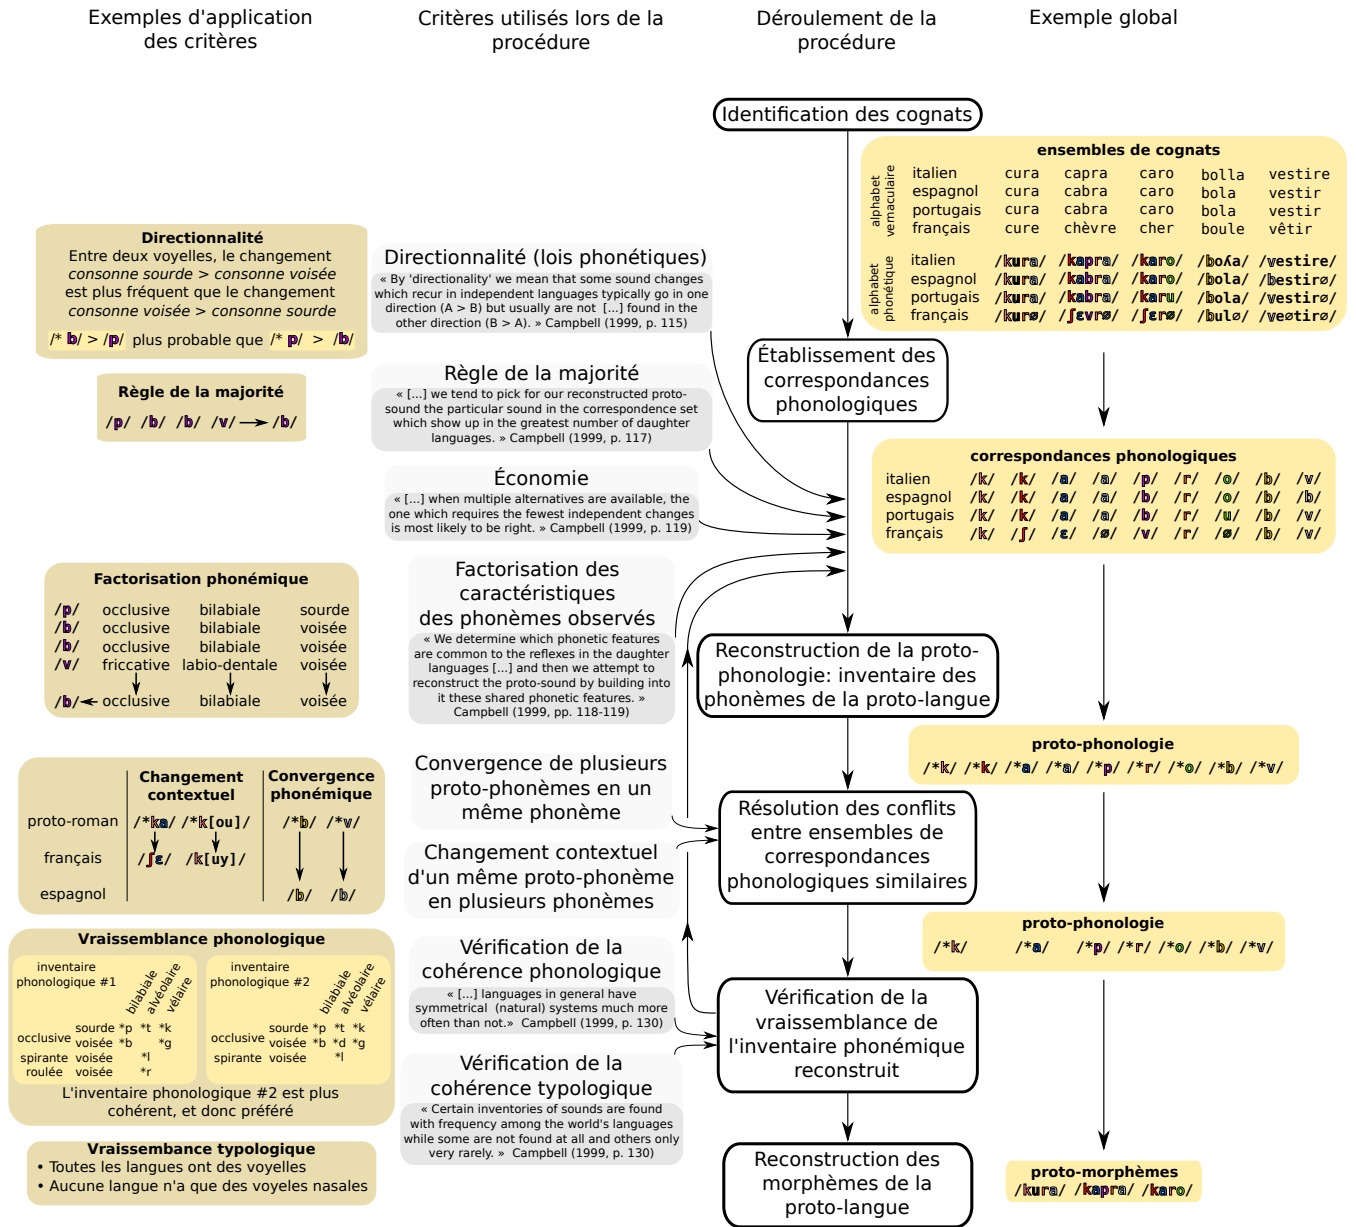 Exemples d'application
des critères
Critères utilisés lors de la
procédure
Déroulement de la
procédure
Exemple global
Directionnalité
Entre deux voyelles, le changement
consonne sourde > consonne voisée
est plus fréquent que le changement
consonne voisée > consonne sourde
/* b/ > /p/ plus probable que /* p/ > /b/
Règle de la majorité
/p/ /b/ /b/ /v/ /b/
Factorisation phonémique
/p/ occlusive bilabiale sourde
/b/ occlusive bilabiale voisée
/b/ occlusive bilabiale voisée
/v/ friccative labio-dentale voisée
/b/ occlusive bilabiale voisée
Changement
contextuel
Convergence
phonémique
proto-roman /*ka/ /*k[ou]/ /*b/ /*v/
français /ʃɛ/ /k[uy]/
espagnol /b/ /b/
Vraissemblance phonologique
inventaire
phonologique #1
bilabiale
alvéolaire
vélaire
occlusive
sourde *p *t *k
voisée *b *g
spirante voisée *l
roulée voisée *r
inventaire
phonologique #2
bilabiale
alvéolaire
vélaire
occlusive
sourde *p *t *k
voisée *b *d *g
spirante voisée *l
L'inventaire phonologique #2 est plus
cohérent, et donc préféré
Vraissembance typologique
• Toutes les langues ont des voyelles
• Aucune langue n'a que des voyeles nasales
Directionnalité (lois phonétiques)
« By 'directionality' we mean that some sound changes
which recur in independent languages typically go in one
direction (A > B) but usually are not [...] found in the
other direction (B > A). » Campbell (1999, p. 115)
Règle de la majorité
« [...] we tend to pick for our reconstructed proto-
sound the particular sound in the correspondence set
which show up in the greatest number of daughter
languages. » Campbell (1999, p. 117)
Économie
« [...] when multiple alternatives are available, the
one which requires the fewest independent changes
is most likely to be right. » Campbell (1999, p. 119)
Factorisation des
caractéristiques
des phonèmes observés
« We determine which phonetic features
are common to the reflexes in the daughter
languages [...] and then we attempt to
reconstruct the proto-sound by building into
it these shared phonetic features. »
Campbell (1999, pp. 118-119)
Convergence de plusieurs
proto-phonèmes en un
même phonème
Changement contextuel
d'un même proto-phonème
en plusieurs phonèmes
Vérification de la
cohérence phonologique
« [...] languages in general have
symmetrical (natural) systems much more
often than not.» Campbell (1999, p. 130)
Vérification de la
cohérence typologique
« Certain inventories of sounds are found
with frequency among the world's languages
while some are not found at all and others only
very rarely. » Campbell (1999, p. 130)
Identification des cognats
Établissement des
correspondances
phonologiques
Reconstruction de la proto-
phonologie: inventaire des
phonèmes de la proto-langue
Résolution des conflits
entre ensembles de
correspondances
phonologiques similaires
Vérification de la
vraissemblance de
l'inventaire phonémique
reconstruit
Reconstruction des
morphèmes de la
proto-langue
ensembles de cognats
alphabet
vernaculaire
italien cura capra caro bolla vestire
espagnol cura cabra caro bola vestir
portugais cura cabra caro bola vestir
français cure chèvre cher boule vêtir
alphabet
phonétique
italien /kura/ /kapra/ /karo/ /boʎa/ /vestire/
espagnol /kura/ /kabra/ /karo/ /bola/ /bestirø/
portugais /kura/ /kabra/ /karu/ /bola/ /vestirø/
français /kurø/ /ʃɛvrø/ /ʃɛrø/ /bulø/ /veøtirø/
correspondances phonologiques
italien /k/ /k/ /a/ /a/ /p/ /r/ /o/ /b/ /v/
espagnol /k/ /k/ /a/ /a/ /b/ /r/ /o/ /b/ /b/
portugais /k/ /k/ /a/ /a/ /b/ /r/ /u/ /b/ /v/
français /k/ /ʃ/ /ɛ/ /ø/ /v/ /r/ /ø/ /b/ /v/
proto-phonologie
/*k/ /*k/ /*a/ /*a/ /*p/ /*r/ /*o/ /*b/ /*v/
proto-phonologie
/*k/ /*a/ /*p/ /*r/ /*o/ /*b/ /*v/
proto-morphèmes
/kura/ /kapra/ /karo/